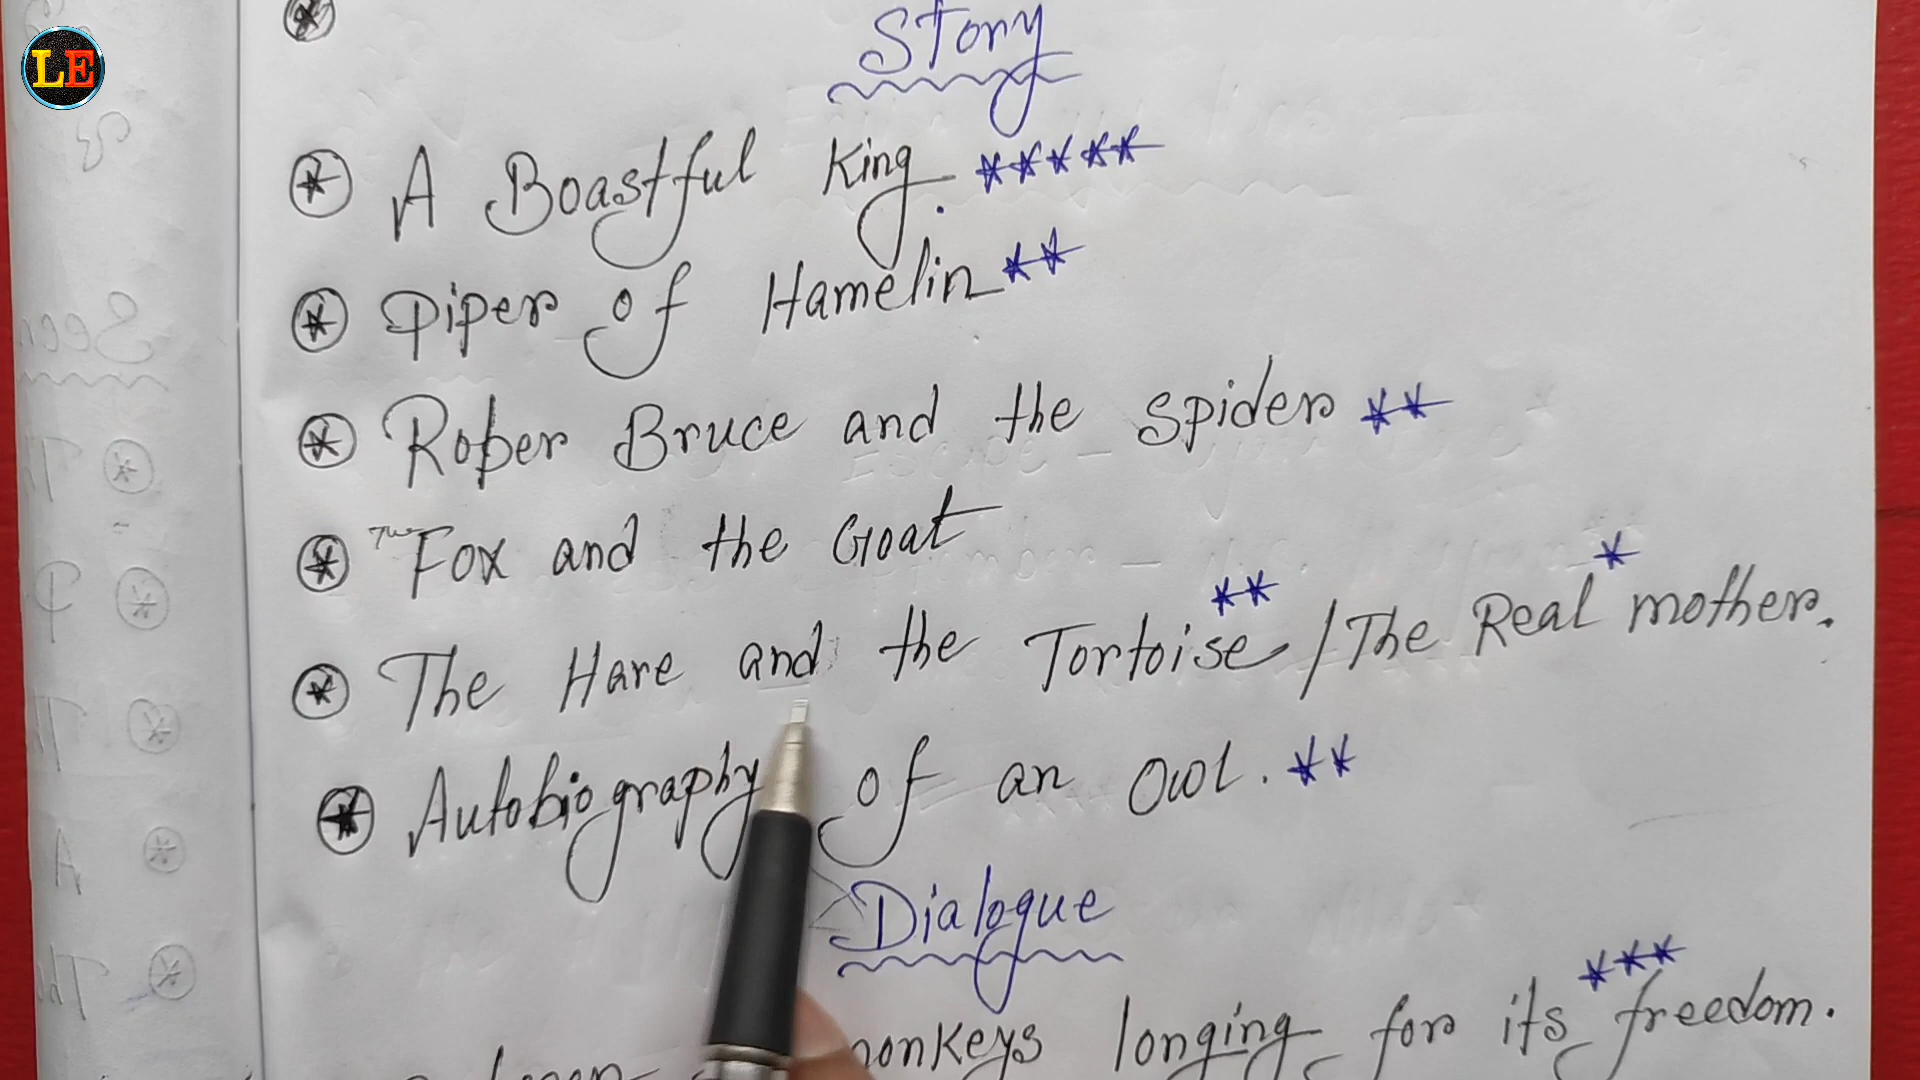 LE
Story
A Boastful King. *****
Piper of Hamelin **
Rober Bruce and the Spider **
The Fox and the Goat
The Hare and the Tortoise ** / The Real mother. *
Autobiography of an Owl. **
Dialogue
monkeys longing for its freedom. ***